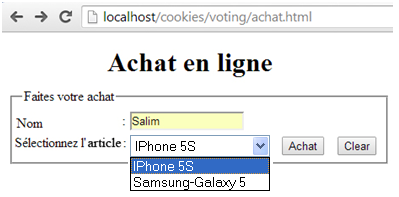 localhost/cookies/voting/achat.html
Achat en ligne
Faites votre achat
Nom : Salim
Sélectionnez l'article : IPhone 5S Achat Clear
IPhone 5S
Samsung-Galaxy 5